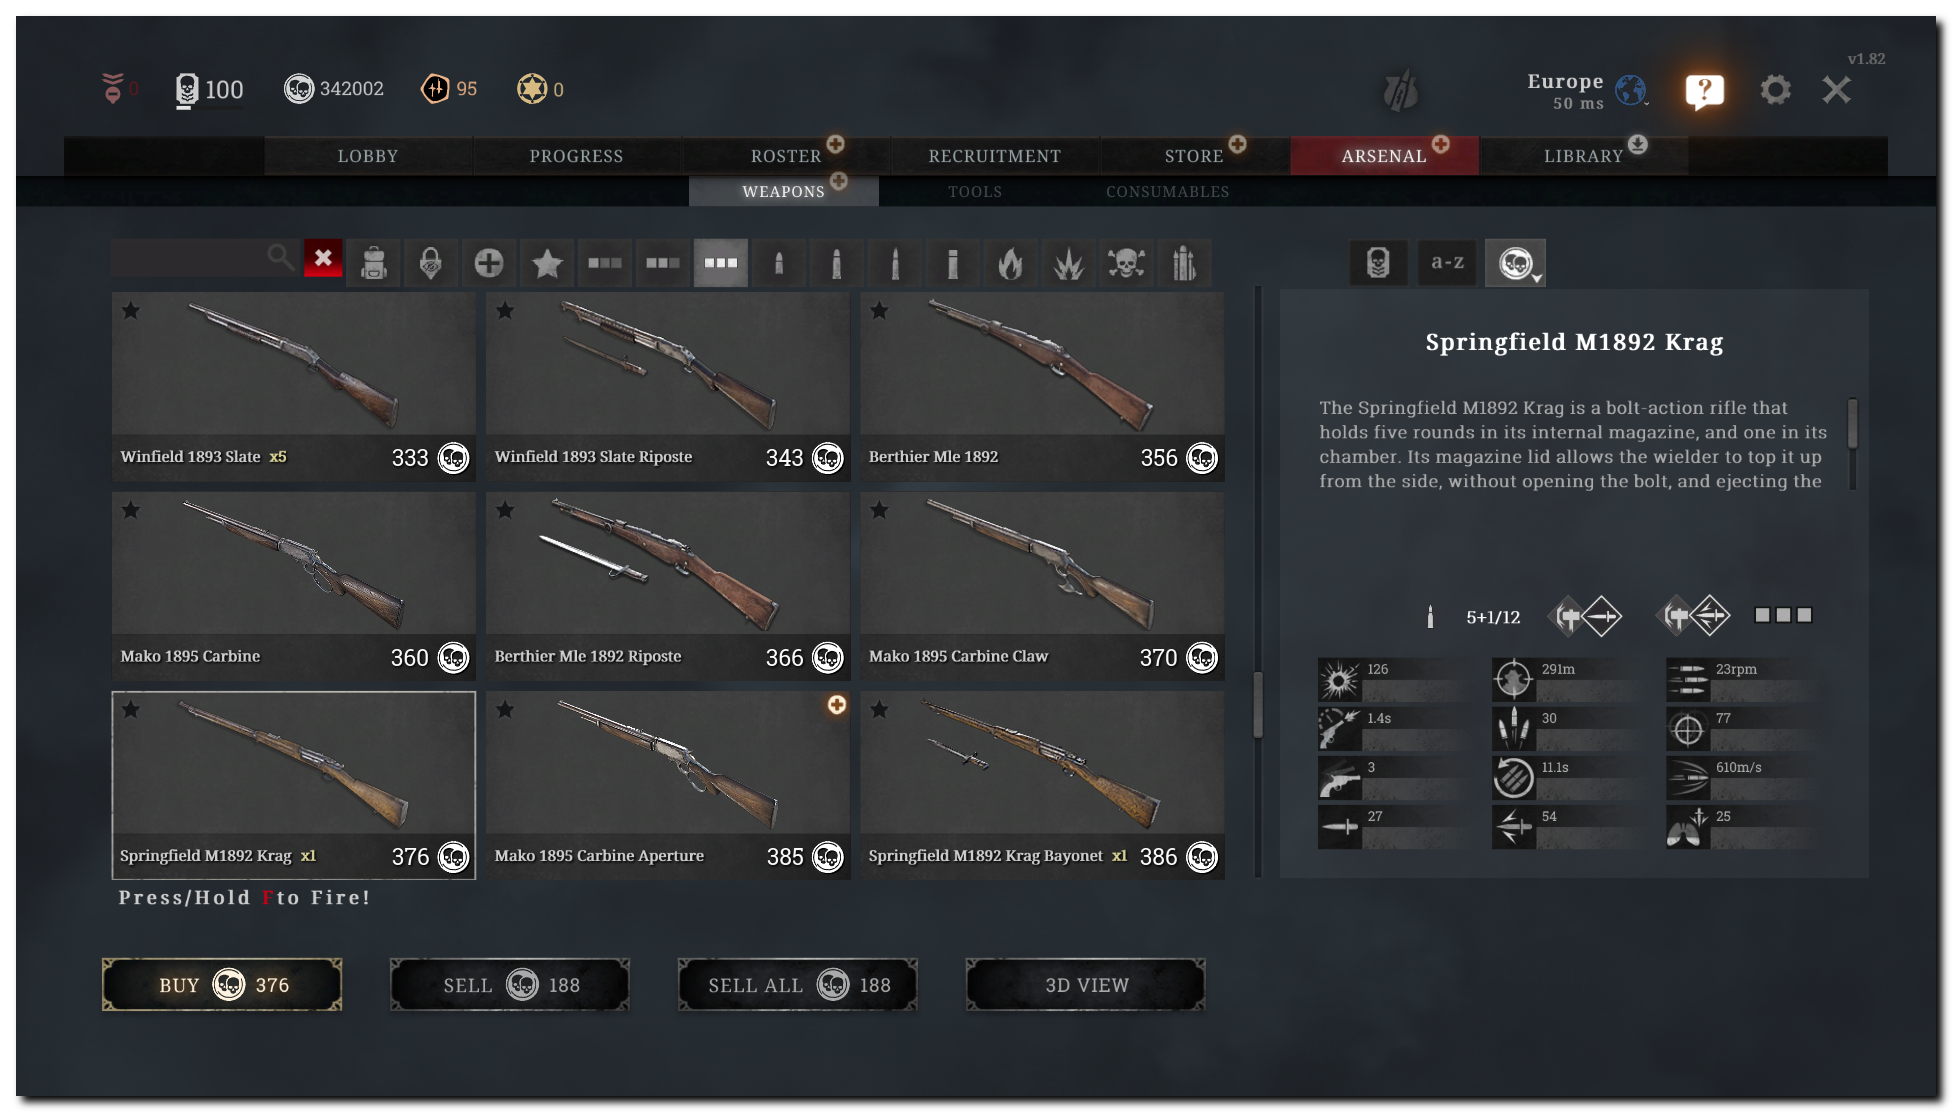 v1.82
0
100
342002
95
0
Europe
50 ms
?
LOBBY
PROGRESS
ROSTER
RECRUITMENT
STORE
ARSENAL
LIBRARY
WEAPONS
TOOLS
CONSUMABLES
a-z
Winfield 1893 Slate x5 333
Winfield 1893 Slate Riposte 343
Berthier Mle 1892 356
Mako 1895 Carbine 360
Berthier Mle 1892 Riposte 366
Mako 1895 Carbine Claw 370
Springfield M1892 Krag x1 376
Mako 1895 Carbine Aperture 385
Springfield M1892 Krag Bayonet x1 386
Press/Hold F to Fire!
BUY 376
SELL 188
SELL ALL 188
3D VIEW
Springfield M1892 Krag
The Springfield M1892 Krag is a bolt-action rifle that
holds five rounds in its internal magazine, and one in its
chamber. Its magazine lid allows the wielder to top it up
from the side, without opening the bolt, and ejecting the
5+1/12
126
291m
23rpm
1.4s
30
77
3
11.1s
610m/s
27
54
25